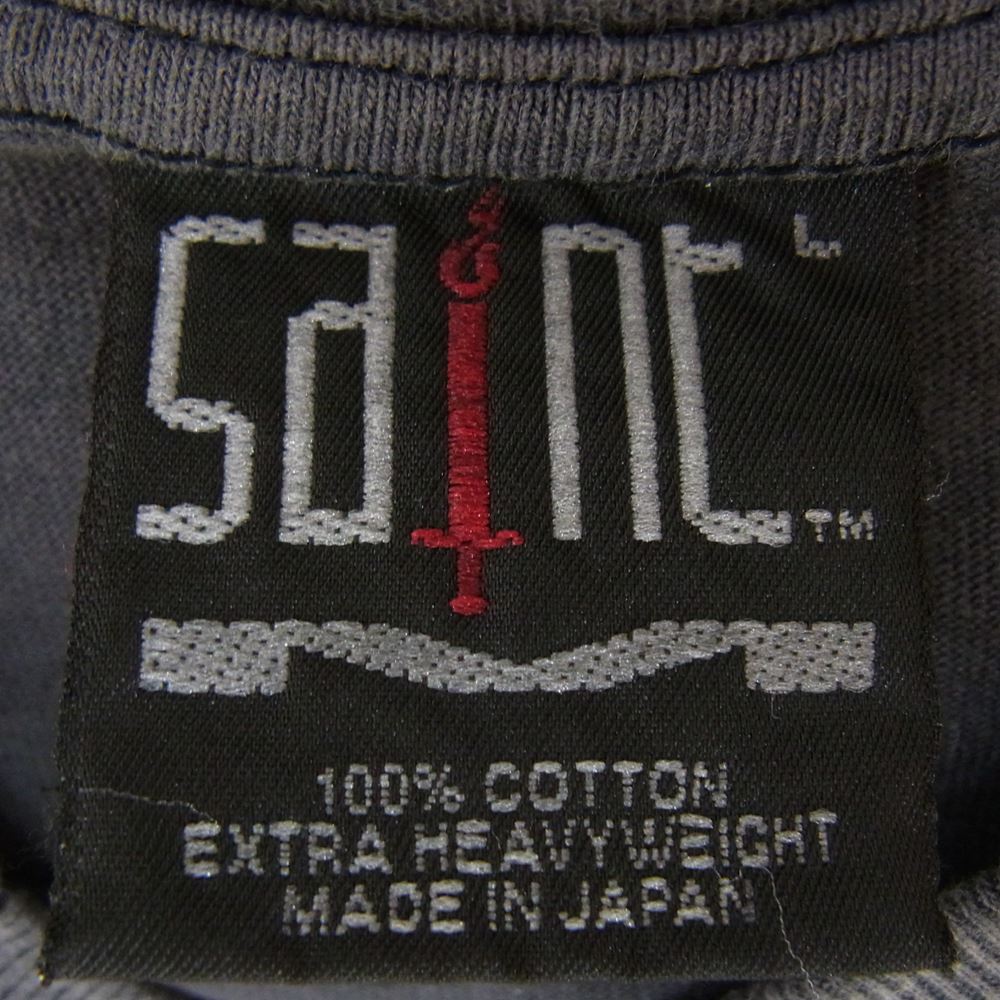 saint L
TM
M
100% COTTON
EXTRA HEAVYWEIGHT
MADE IN JAPAN